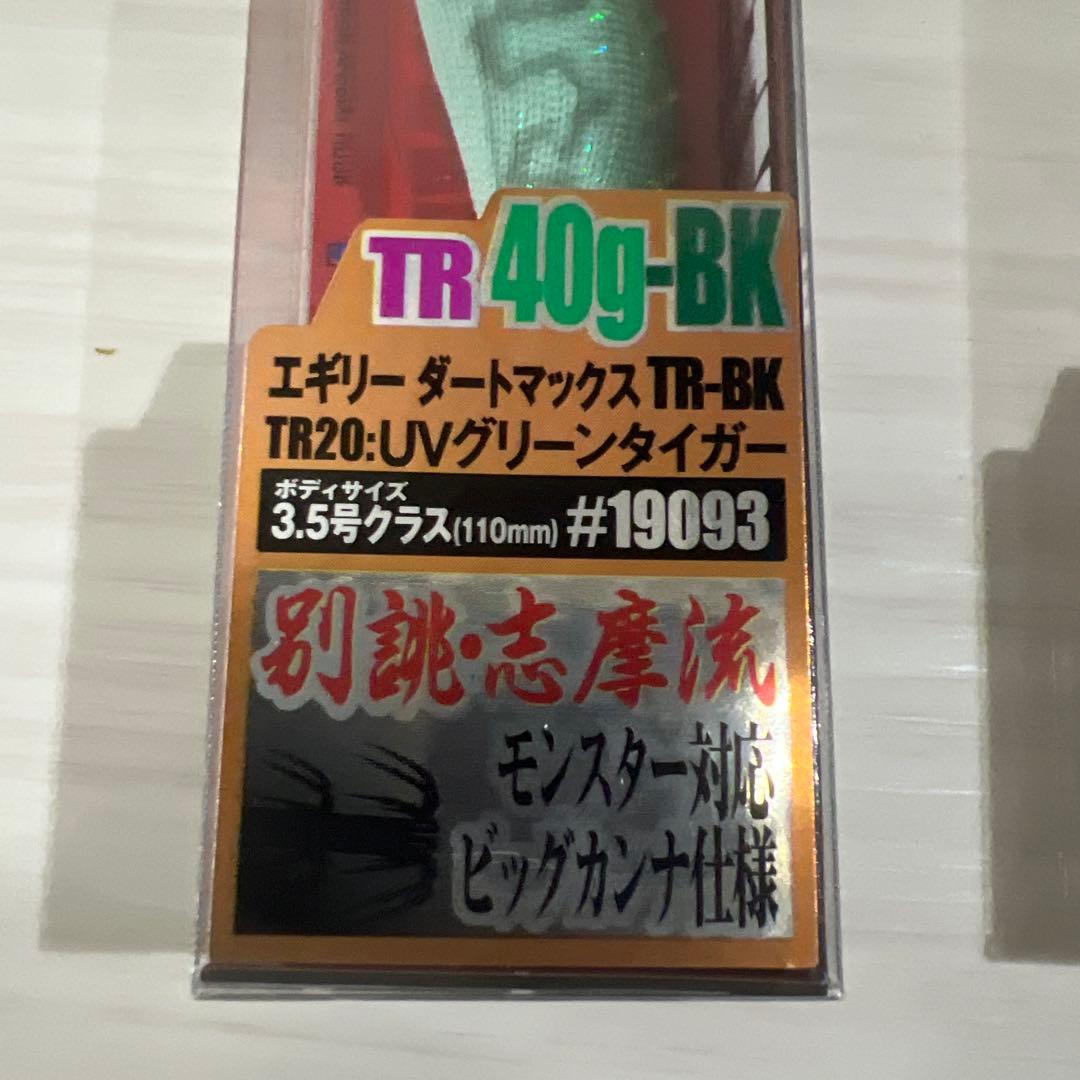 TR 40g-BK
エギリー ダートマックス TR-BK
TR20:UVグリーンタイガー
ボディサイズ
3.5号クラス(110mm) #19093
別誂・志摩流
モンスター対応
ビッグカンナ仕様